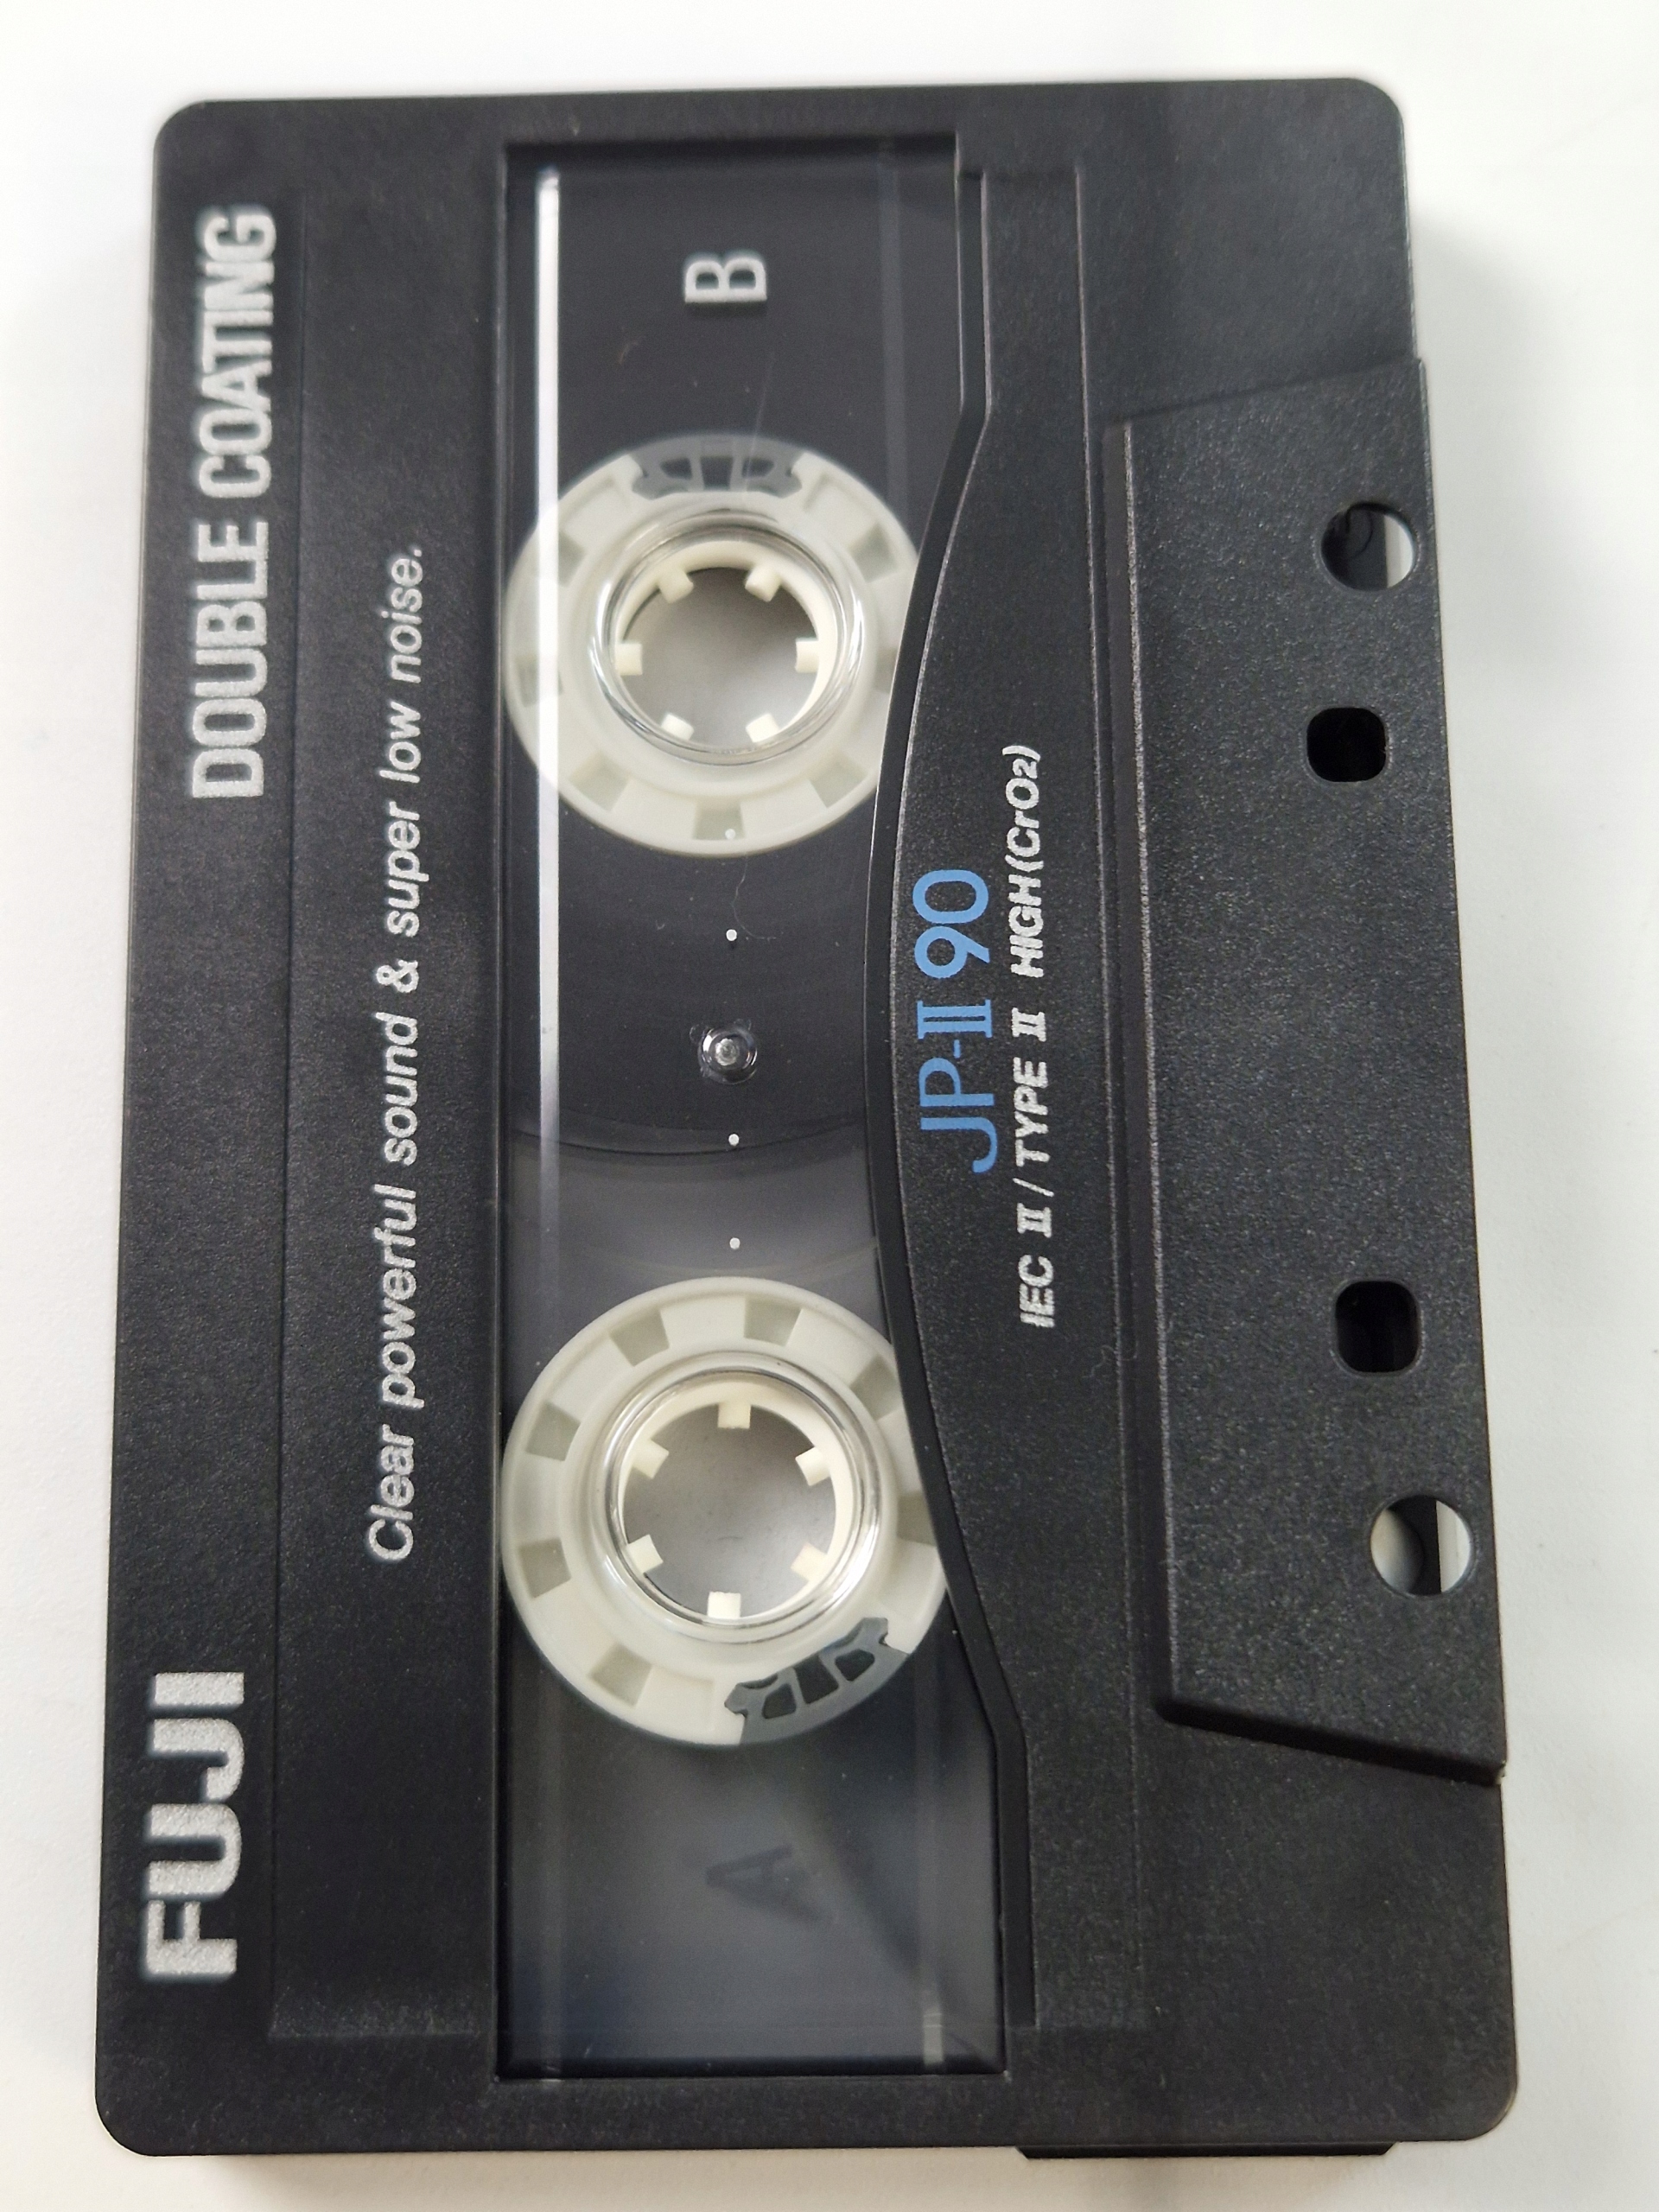 FUJI DOUBLE COATING
Clear powerful sound & super low noise.
A B
JP-II 90
IEC II / TYPE II HIGH (CrO2)